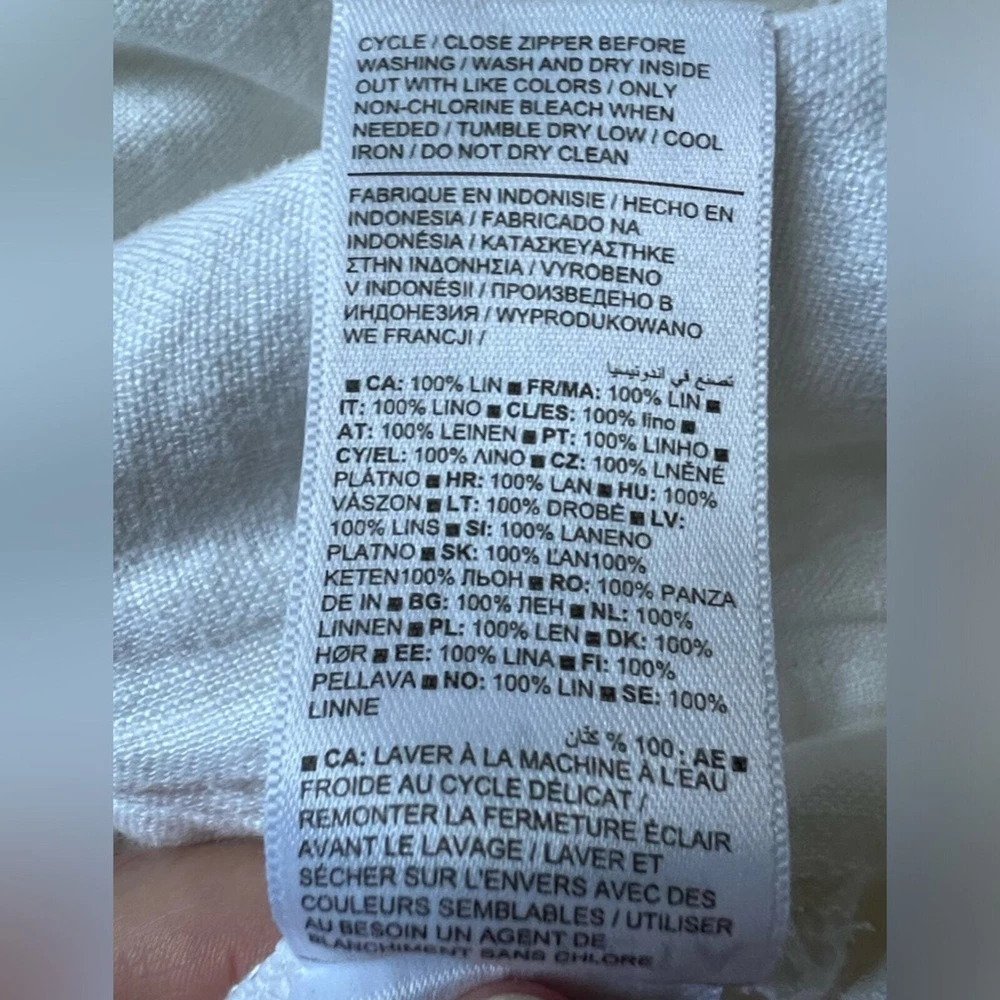 CYCLE / CLOSE ZIPPER BEFORE
WASHING / WASH AND DRY INSIDE
OUT WITH LIKE COLORS / ONLY
NON-CHLORINE BLEACH WHEN
NEEDED / TUMBLE DRY LOW / COOL
IRON / DO NOT DRY CLEAN
FABRIQUE EN INDONISIE / HECHO EN
INDONESIA / FABRICADO NA
INDONÉSIA / ΚΑΤΑΣΚΕΥΑΣΤΗΚΕ
ΣΤΗΝ ΙΝΔΟΝΗΣΙΑ / VYROBENO
V INDONÉSII / ПРОИЗВЕДЕНО В
ИНДОНЕЗИЯ / WYPRODUKOWANO
WE FRANCJI /
تصنع في اندونيسيا
■ CA: 100% LIN ■ FR/MA: 100% LIN ■
IT: 100% LINO ■ CL/ES: 100% lino ■
AT: 100% LEINEN ■ PT: 100% LINHO ■
CY/EL: 100% ΛΙΝΟ ■ CZ: 100% LNĚNÉ
PLÁTNO ■ HR: 100% LAN ■ HU: 100%
VÁSZON ■ LT: 100% DROBĖ ■ LV:
100% LINS ■ SI: 100% LANENO
PLATNO ■ SK: 100% ĽAN100%
KETEN100% ЛЬОН ■ RO: 100% PANZA
DE IN ■ BG: 100% ЛЕН ■ NL: 100%
LINNEN ■ PL: 100% LEN ■ DK: 100%
HØR ■ EE: 100% LINA ■ FI: 100%
PELLAVA ■ NO: 100% LIN ■ SE: 100%
LINNE
■ AE : 100 % كتّان
■ CA: LAVER À LA MACHINE À L'EAU
FROIDE AU CYCLE DÉLICAT /
REMONTER LA FERMETURE ÉCLAIR
AVANT LE LAVAGE / LAVER ET
SÉCHER SUR L'ENVERS AVEC DES
COULEURS SEMBLABLES / UTILISER
AU BESOIN UN AGENT DE
BLANCHIMENT SANS CHLORE